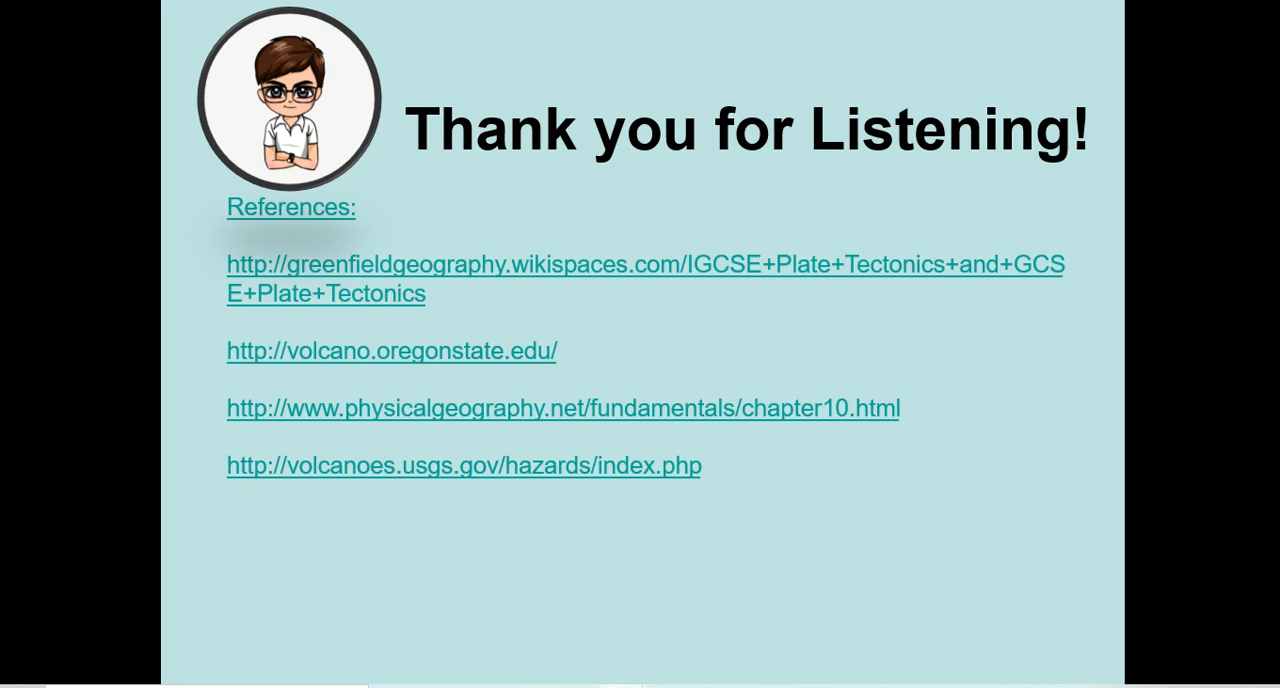 Thank you for Listening!
References:
http://greenfieldgeography.wikispaces.com/IGCSE+Plate+Tectonics+and+GCS
E+Plate+Tectonics
http://volcano.oregonstate.edu/
http://www.physicalgeography.net/fundamentals/chapter10.html
http://volcanoes.usgs.gov/hazards/index.php